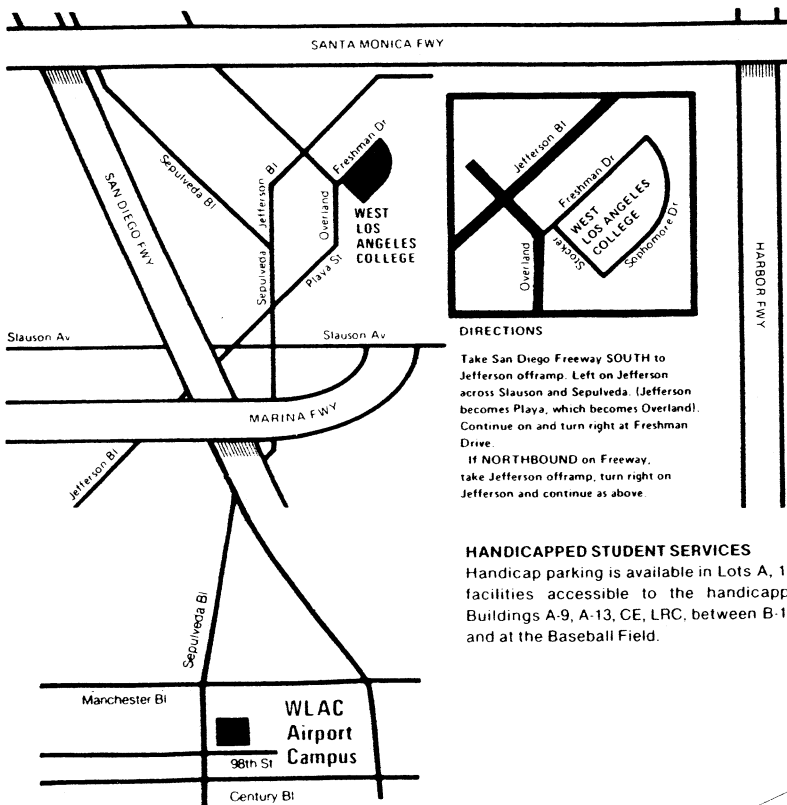 SANTA MONICA FWY
Sepulveda Bl
SAN DIEGO FWY
Jefferson Bl
Sepulveda
Overland
Freshman Dr
Playa St
WEST
LOS
ANGELES
COLLEGE
Jefferson Bl
Freshman Dr
WEST
LOS ANGELES
COLLEGE
Stocker
Sophomore Dr
Overland
HARBOR FWY
Slauson Av
Slauson Av
MARINA FWY
Jefferson Bl
DIRECTIONS
Take San Diego Freeway SOUTH to
Jefferson offramp. Left on Jefferson
across Slauson and Sepulveda. (Jefferson
becomes Playa, which becomes Overland).
Continue on and turn right at Freshman
Drive.
If NORTHBOUND on Freeway,
take Jefferson offramp, turn right on
Jefferson and continue as above.
HANDICAPPED STUDENT SERVICES
Handicap parking is available in Lots A, 1
facilities accessible to the handicapp
Buildings A-9, A-13, CE, LRC, between B-1
and at the Baseball Field.
Sepulveda Bl
Manchester Bl
WLAC
Airport
Campus
98th St
Century Bl